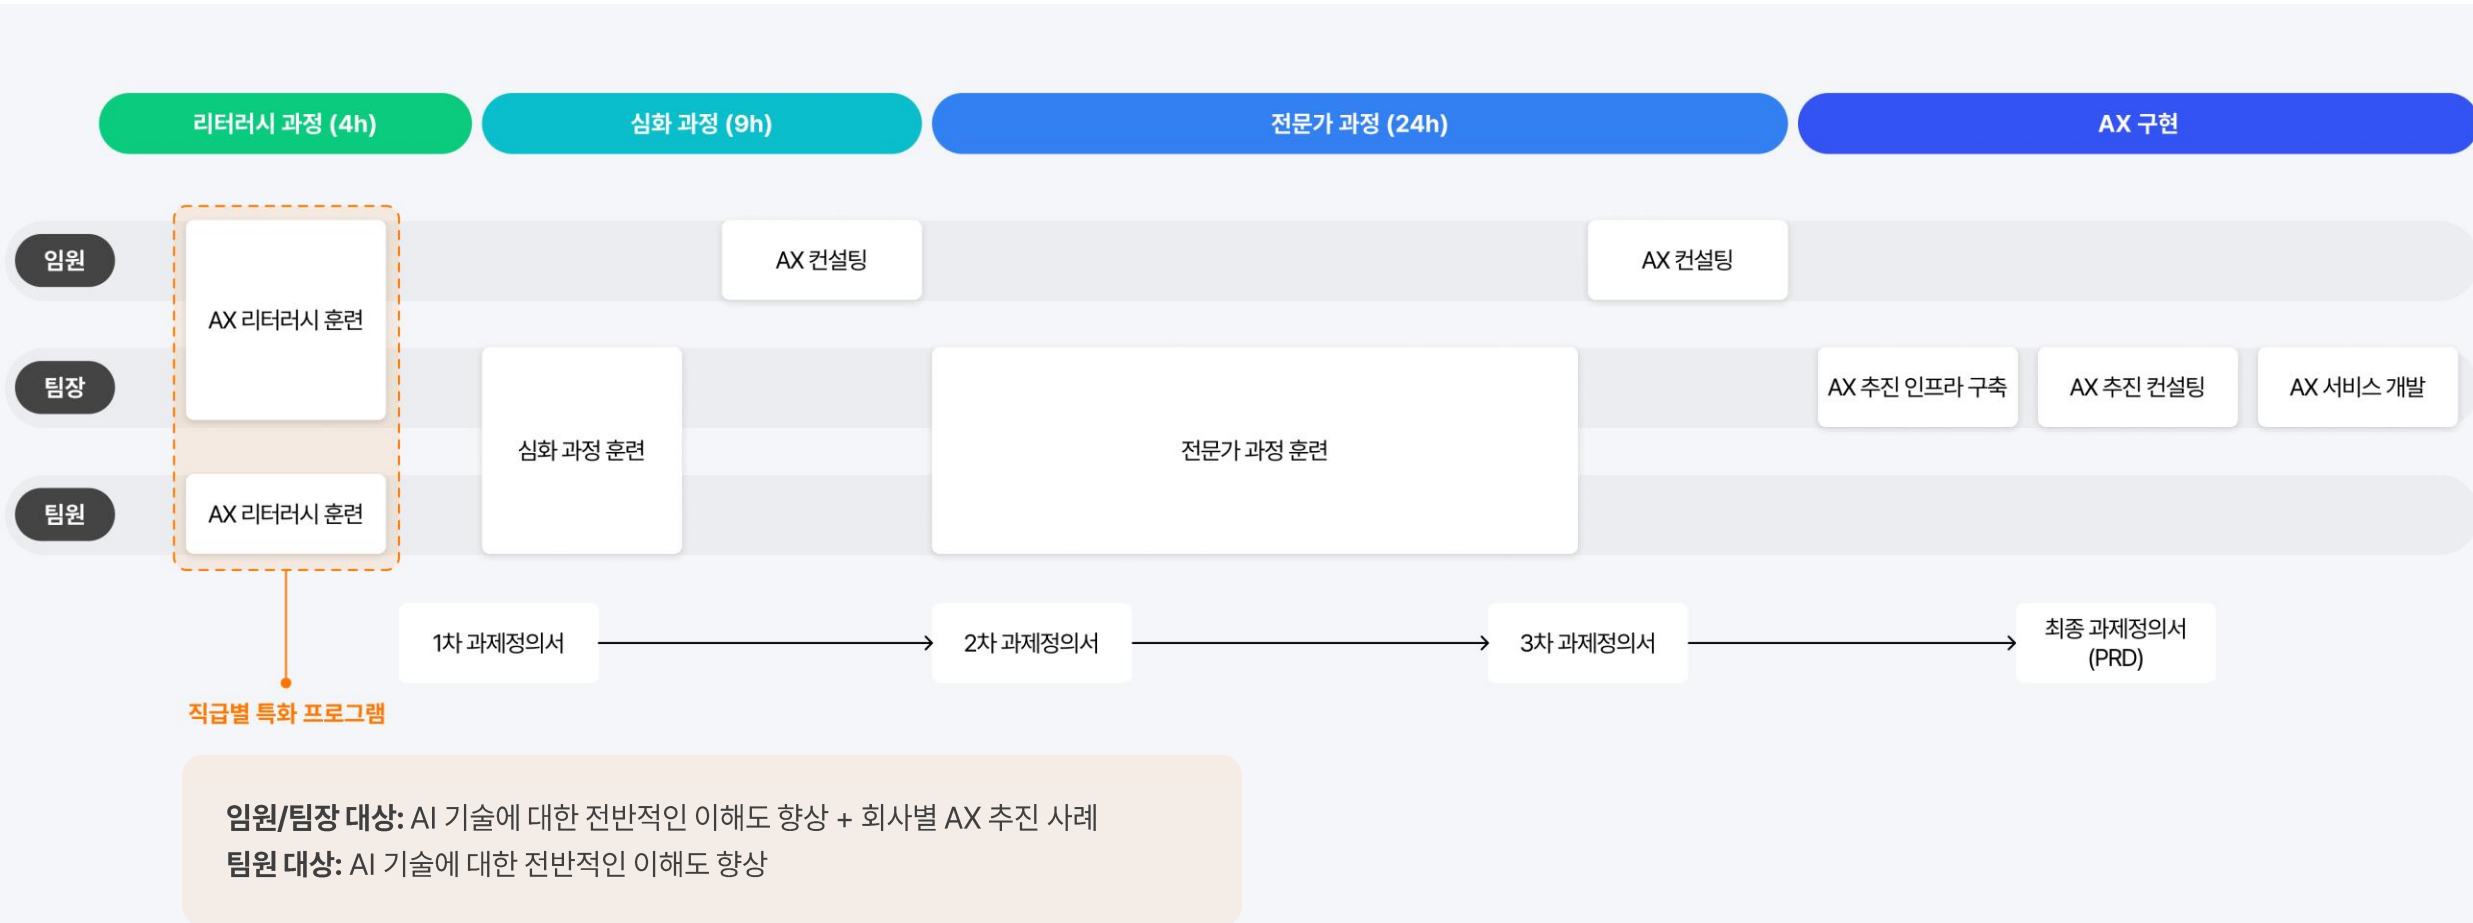 리터러시 과정 (4h)
심화 과정 (9h)
전문가 과정 (24h)
AX 구현
임원
AX 리터러시 훈련
AX 컨설팅
AX 컨설팅
팀장
심화 과정 훈련
전문가 과정 훈련
AX 추진 인프라 구축
AX 추진 컨설팅
AX 서비스 개발
팀원
AX 리터러시 훈련
1차 과제정의서
2차 과제정의서
3차 과제정의서
최종 과제정의서
(PRD)
직급별 특화 프로그램
임원/팀장 대상: AI 기술에 대한 전반적인 이해도 향상 + 회사별 AX 추진 사례
팀원 대상: AI 기술에 대한 전반적인 이해도 향상